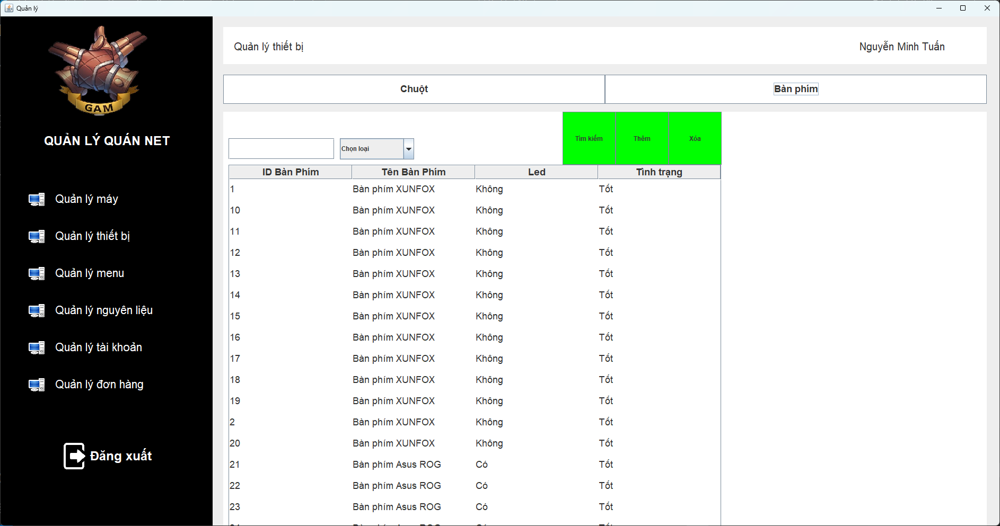 Quản lý
GAM
QUẢN LÝ QUÁN NET
Quản lý máy
Quản lý thiết bị
Quản lý menu
Quản lý nguyên liệu
Quản lý tài khoản
Quản lý đơn hàng
Đăng xuất
Quản lý thiết bị
Nguyễn Minh Tuấn
Chuột
Bàn phím
Chọn loại
Tìm kiếm
Thêm
Xóa
ID Bàn Phím Tên Bàn Phím Led Tình trạng
1 Bàn phím XUNFOX Không Tốt
10 Bàn phím XUNFOX Không Tốt
11 Bàn phím XUNFOX Không Tốt
12 Bàn phím XUNFOX Không Tốt
13 Bàn phím XUNFOX Không Tốt
14 Bàn phím XUNFOX Không Tốt
15 Bàn phím XUNFOX Không Tốt
16 Bàn phím XUNFOX Không Tốt
17 Bàn phím XUNFOX Không Tốt
18 Bàn phím XUNFOX Không Tốt
19 Bàn phím XUNFOX Không Tốt
2 Bàn phím XUNFOX Không Tốt
20 Bàn phím XUNFOX Không Tốt
21 Bàn phím Asus ROG Có Tốt
22 Bàn phím Asus ROG Có Tốt
23 Bàn phím Asus ROG Có Tốt